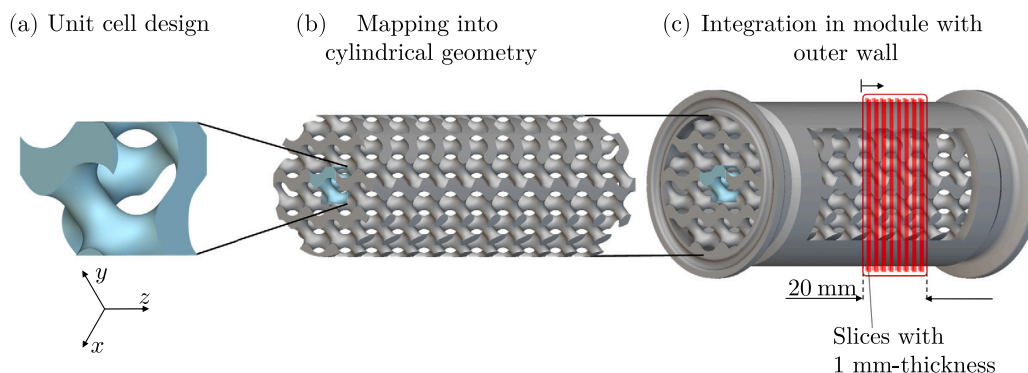 (a) Unit cell design
(b) Mapping into
cylindrical geometry
(c) Integration in module with
outer wall
y
z
x
20 mm
Slices with
1 mm-thickness